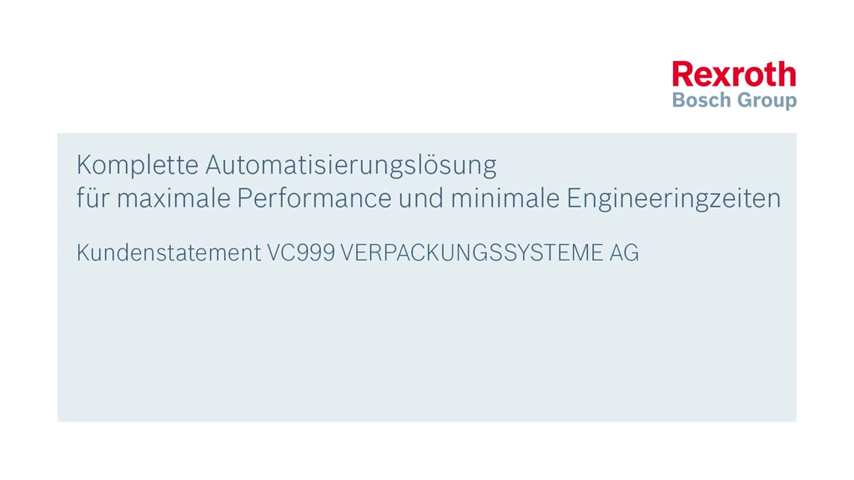 Rexroth
Bosch Group
Komplette Automatisierungslösung
für maximale Performance und minimale Engineeringzeiten
Kundenstatement VC999 VERPACKUNGSSYSTEME AG